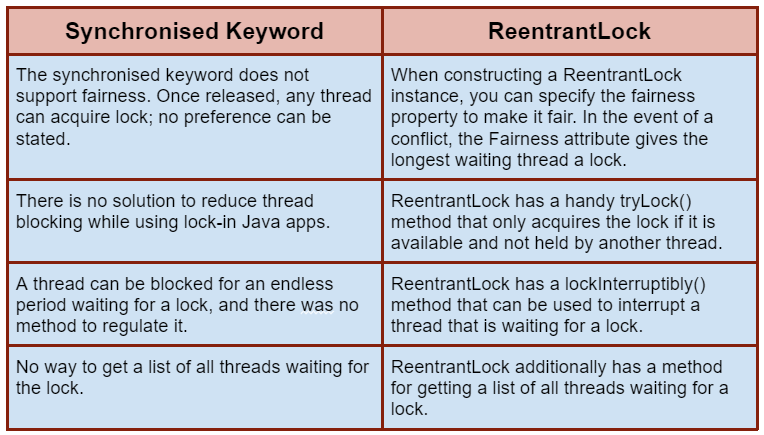 Synchronised Keyword
ReentrantLock
The synchronised keyword does not
support fairness. Once released, any thread
can acquire lock; no preference can be
stated.
When constructing a ReentrantLock
instance, you can specify the fairness
property to make it fair. In the event of a
conflict, the Fairness attribute gives the
longest waiting thread a lock.
There is no solution to reduce thread
blocking while using lock-in Java apps.
ReentrantLock has a handy tryLock()
method that only acquires the lock if it is
available and not held by another thread.
A thread can be blocked for an endless
period waiting for a lock, and there was no
method to regulate it.
ReentrantLock has a lockInterruptibly()
method that can be used to interrupt a
thread that is waiting for a lock.
No way to get a list of all threads waiting for
the lock.
ReentrantLock additionally has a method
for getting a list of all threads waiting for a
lock.